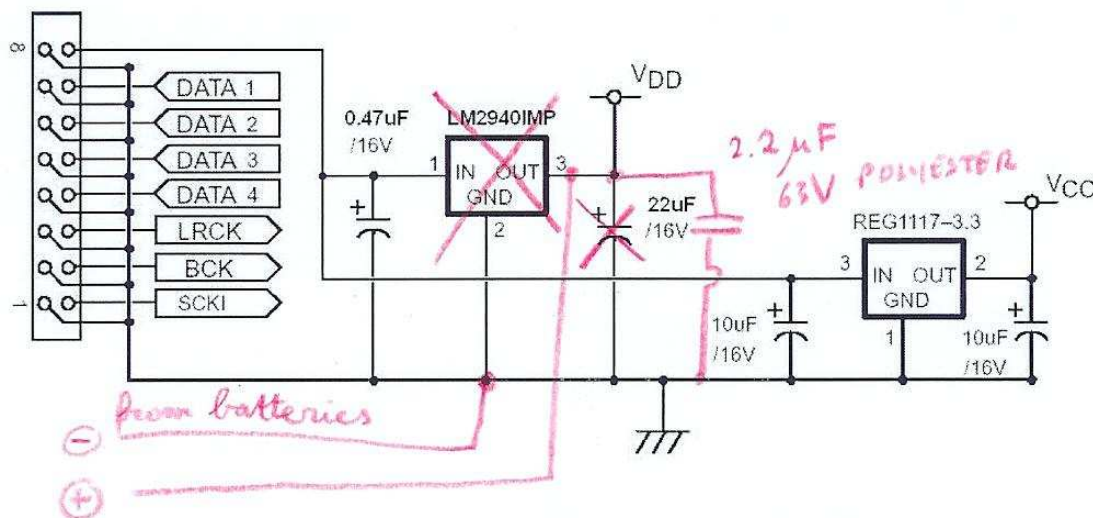 8
DATA 1
DATA 2
DATA 3
DATA 4
LRCK
BCK
SCKI
1
0.47uF
/16V
+
LM2940IMP
1
IN OUT
3
GND
2
VDD
+
22uF
/16V
2.2 µF
63V POLYESTER
VCC
REG1117–3.3
3
IN OUT
2
GND
1
+
10uF
/16V
+
10uF
/16V
from batteries
-
+